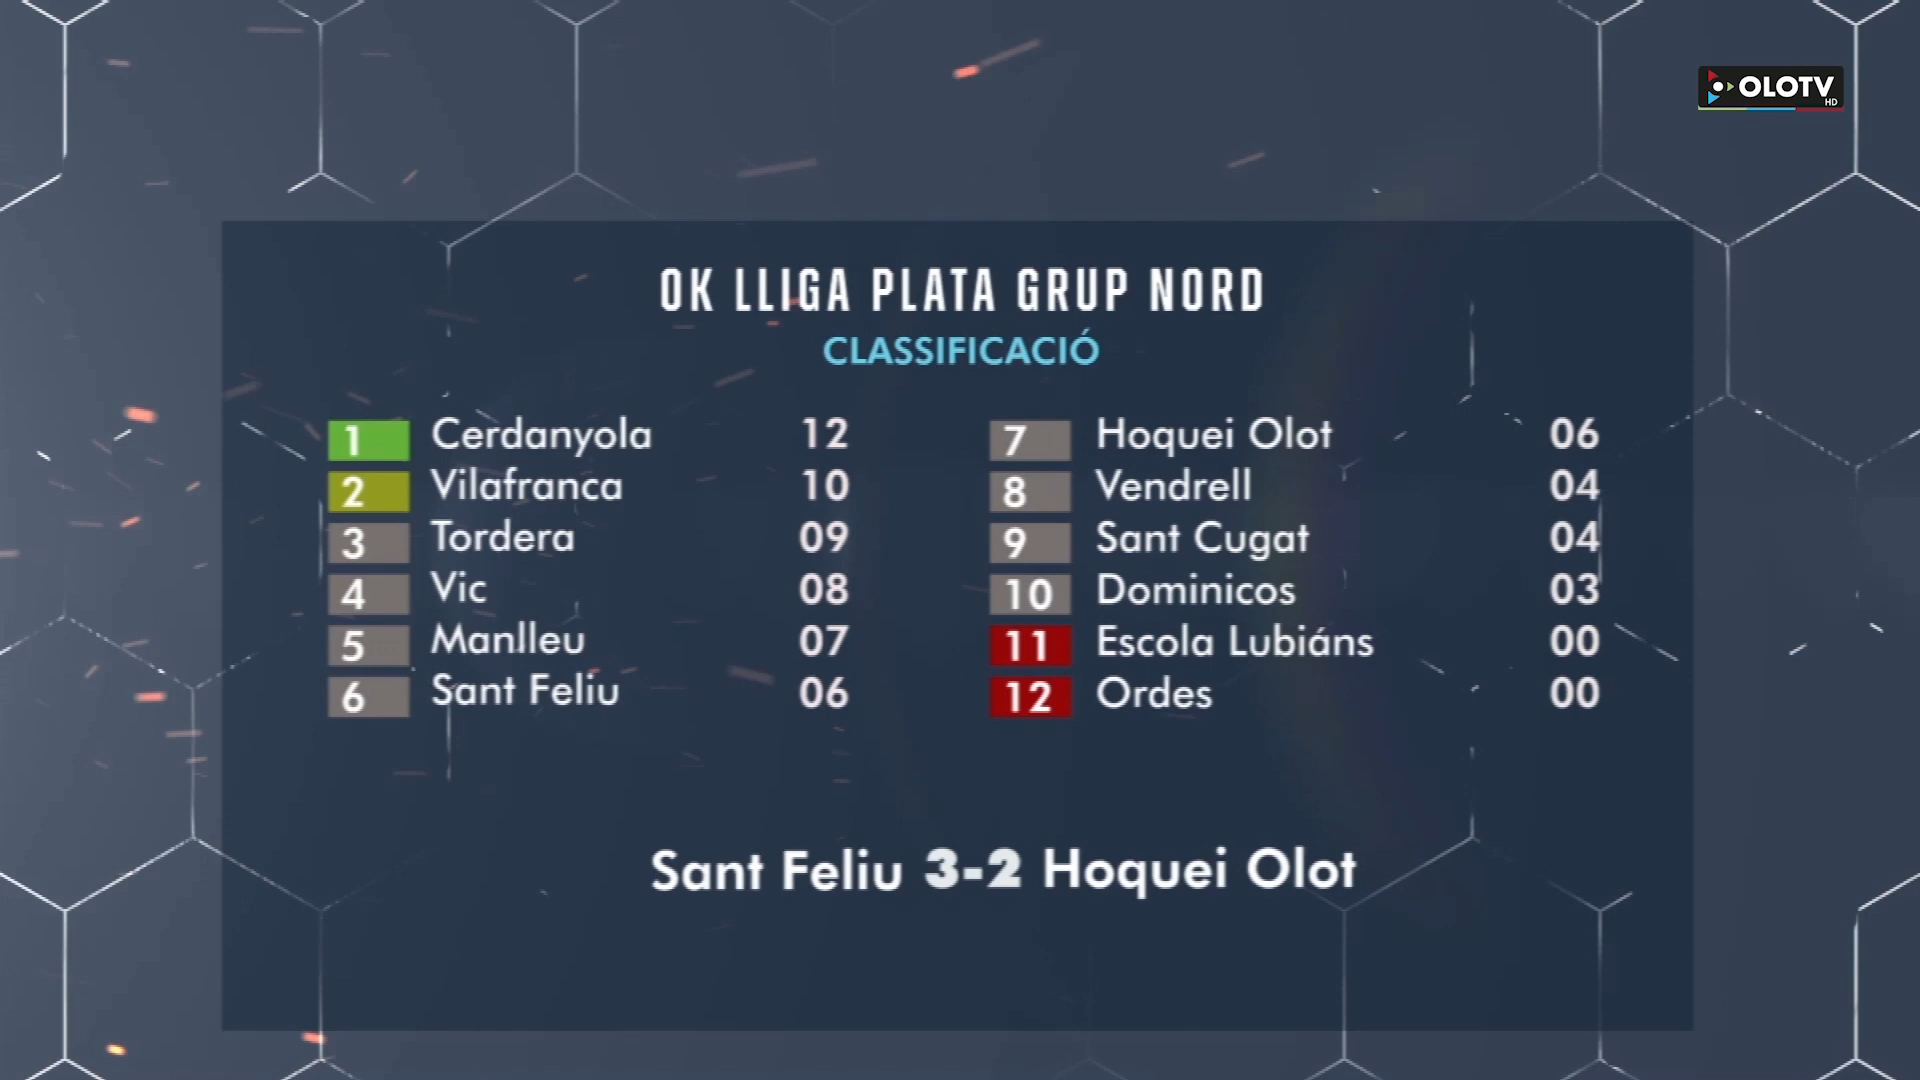 OLOTV
HD
OK LLIGA PLATA GRUP NORD
CLASSIFICACIÓ
1 Cerdanyola 12
2 Vilafranca 10
3 Tordera 09
4 Vic 08
5 Manlleu 07
6 Sant Feliu 06
7 Hoquei Olot 06
8 Vendrell 04
9 Sant Cugat 04
10 Dominicos 03
11 Escola Lubiáns 00
12 Ordes 00
Sant Feliu 3-2 Hoquei Olot